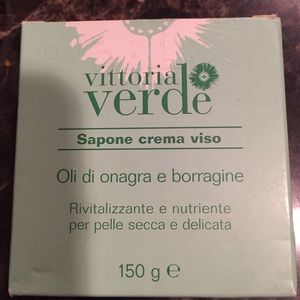 vittoria
verde
Sapone crema viso
Oli di onagra e borragine
Rivitalizzante e nutriente
per pelle secca e delicata
150 g ℮